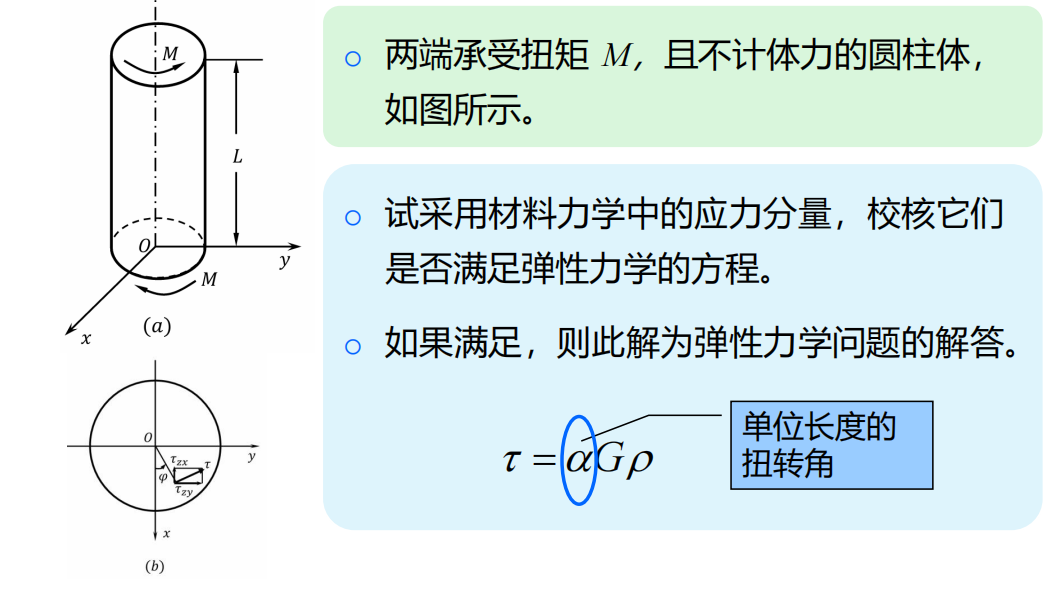 M
L
O
y
M
x
(a)
O
y
τzx
τ
φ
τzy
x
(b)
两端承受扭矩 M，且不计体力的圆柱体，
如图所示。
试采用材料力学中的应力分量，校核它们
是否满足弹性力学的方程。
如果满足，则此解为弹性力学问题的解答。
τ = αGρ
单位长度的
扭转角